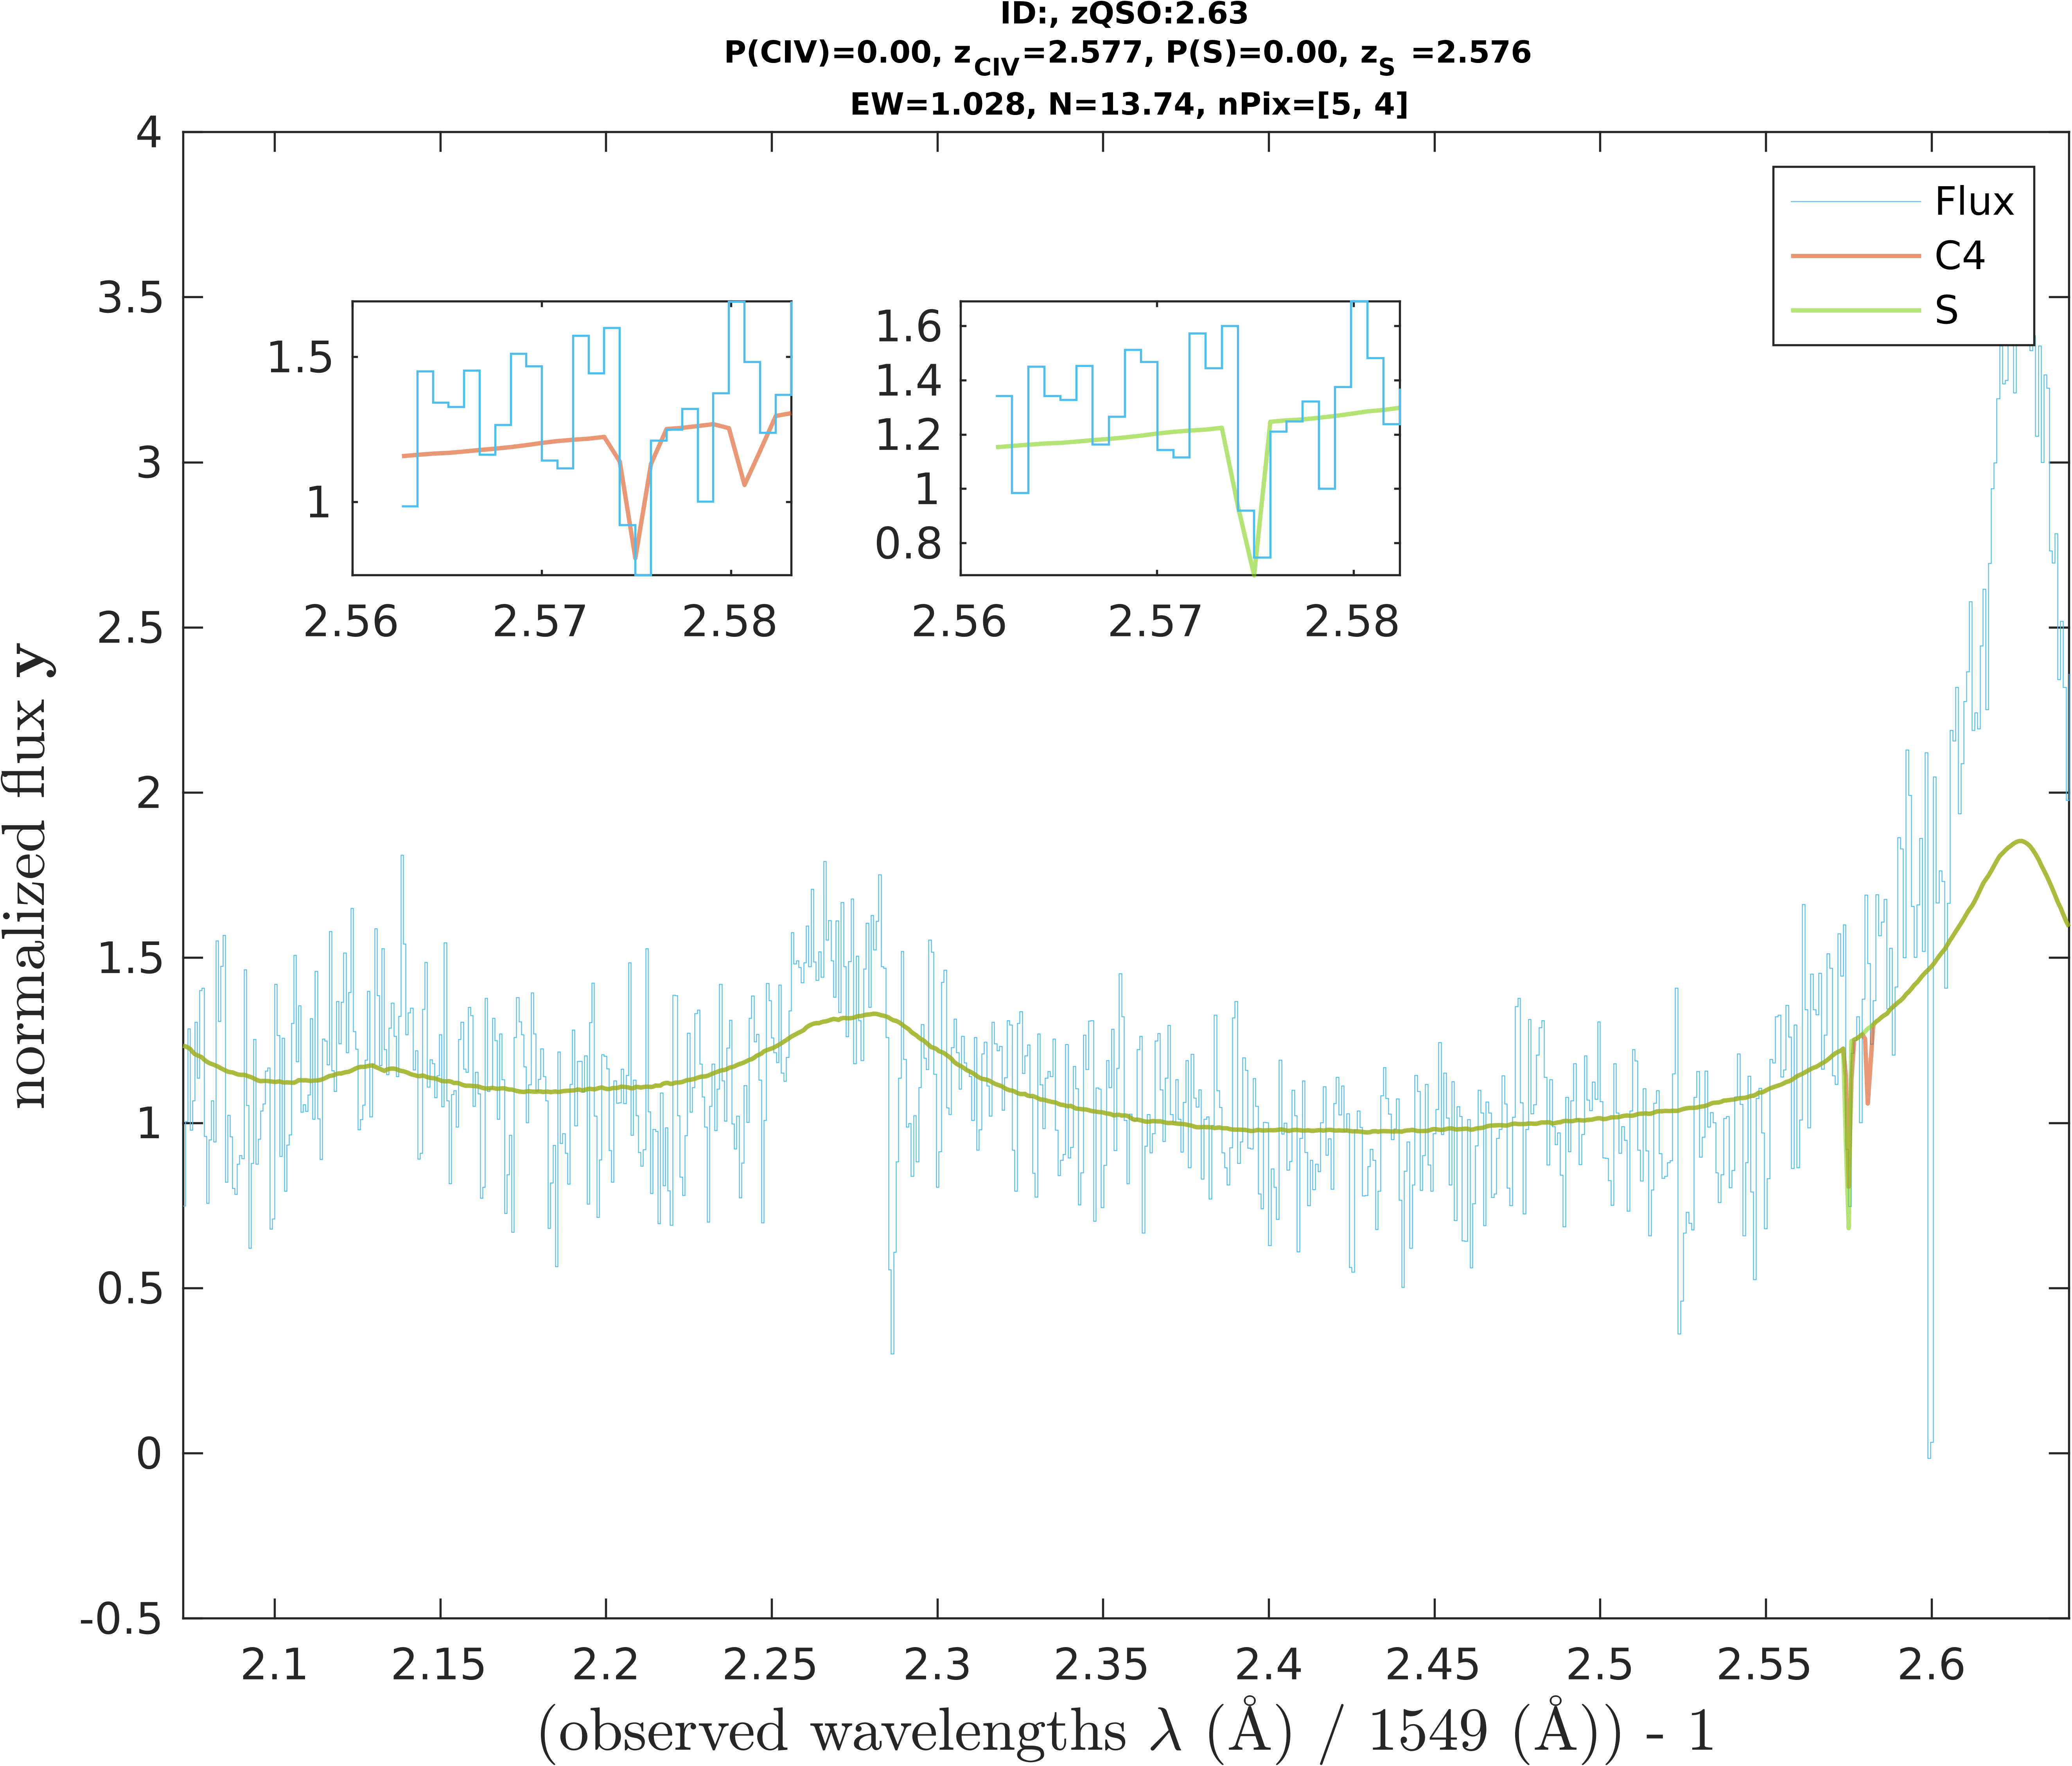 ID:, zQSO:2.63
P(CIV)=0.00, zCIV=2.577, P(S)=0.00, zS =2.576
EW=1.028, N=13.74, nPix=[5, 4]
4
3.5
3
2.5
2
1.5
1
0.5
0
-0.5
normalized flux y
Flux
C4
S
1.5
1
2.56 2.57 2.58
1.6
1.4
1.2
1
0.8
2.56 2.57 2.58
2.1 2.15 2.2 2.25 2.3 2.35 2.4 2.45 2.5 2.55 2.6
(observed wavelengths λ (Å) / 1549 (Å)) - 1